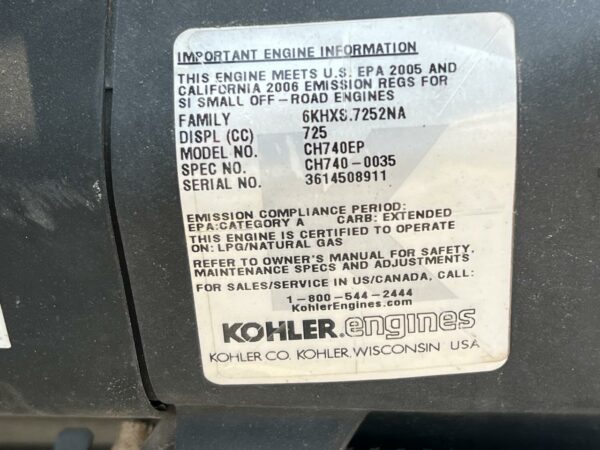 IMPORTANT ENGINE INFORMATION
THIS ENGINE MEETS U.S. EPA 2005 AND
CALIFORNIA 2006 EMISSION REGS FOR
SI SMALL OFF-ROAD ENGINES
FAMILY 6KHXS.7252NA
DISPL (CC) 725
MODEL NO. CH740EP
SPEC NO. CH740-0035
SERIAL NO. 3614508911
EMISSION COMPLIANCE PERIOD:
EPA:CATEGORY A CARB: EXTENDED
THIS ENGINE IS CERTIFIED TO OPERATE
ON: LPG/NATURAL GAS
REFER TO OWNER'S MANUAL FOR SAFETY,
MAINTENANCE SPECS AND ADJUSTMENTS
FOR SALES/SERVICE IN US/CANADA, CALL:
1-800-544-2444
KohlerEngines.com
KOHLER.engines
KOHLER CO. KOHLER, WISCONSIN USA